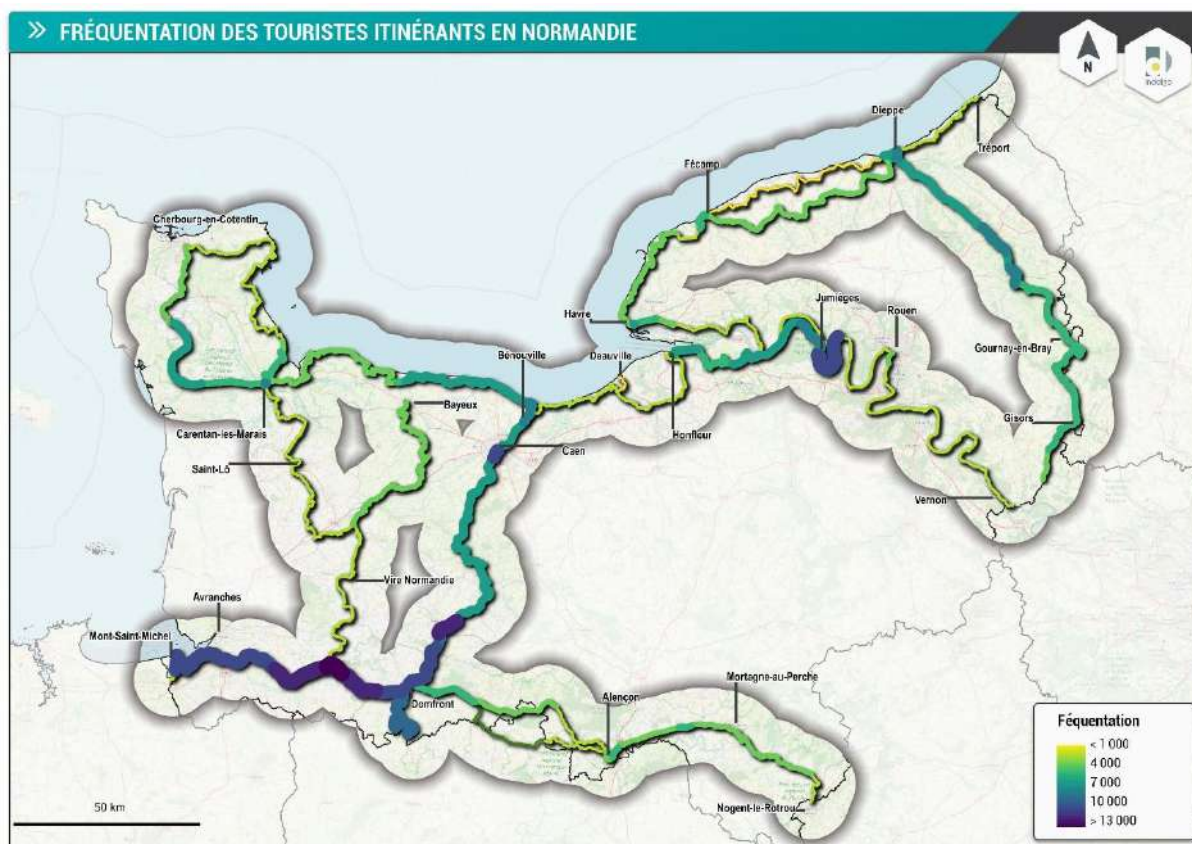 >> FRÉQUENTATION DES TOURISTES ITINÉRANTS EN NORMANDIE
N
indiggo
Dieppe
Tréport
Fécamp
Cherbourg-en-Cotentin
Havre
Jumièges
Rouen
Gournay-en-Bray
Bénouville
Deauville
Bayeux
Gisors
Carentan-les-Marais
Honfleur
Caen
Saint-Lô
Vernon
Vire Normandie
Avranches
Mont-Saint-Michel
Mortagne-au-Perche
Alençon
Domfront
Nogent-le-Rotrou
50 km
Féquentation
< 1 000
4 000
7 000
10 000
> 13 000